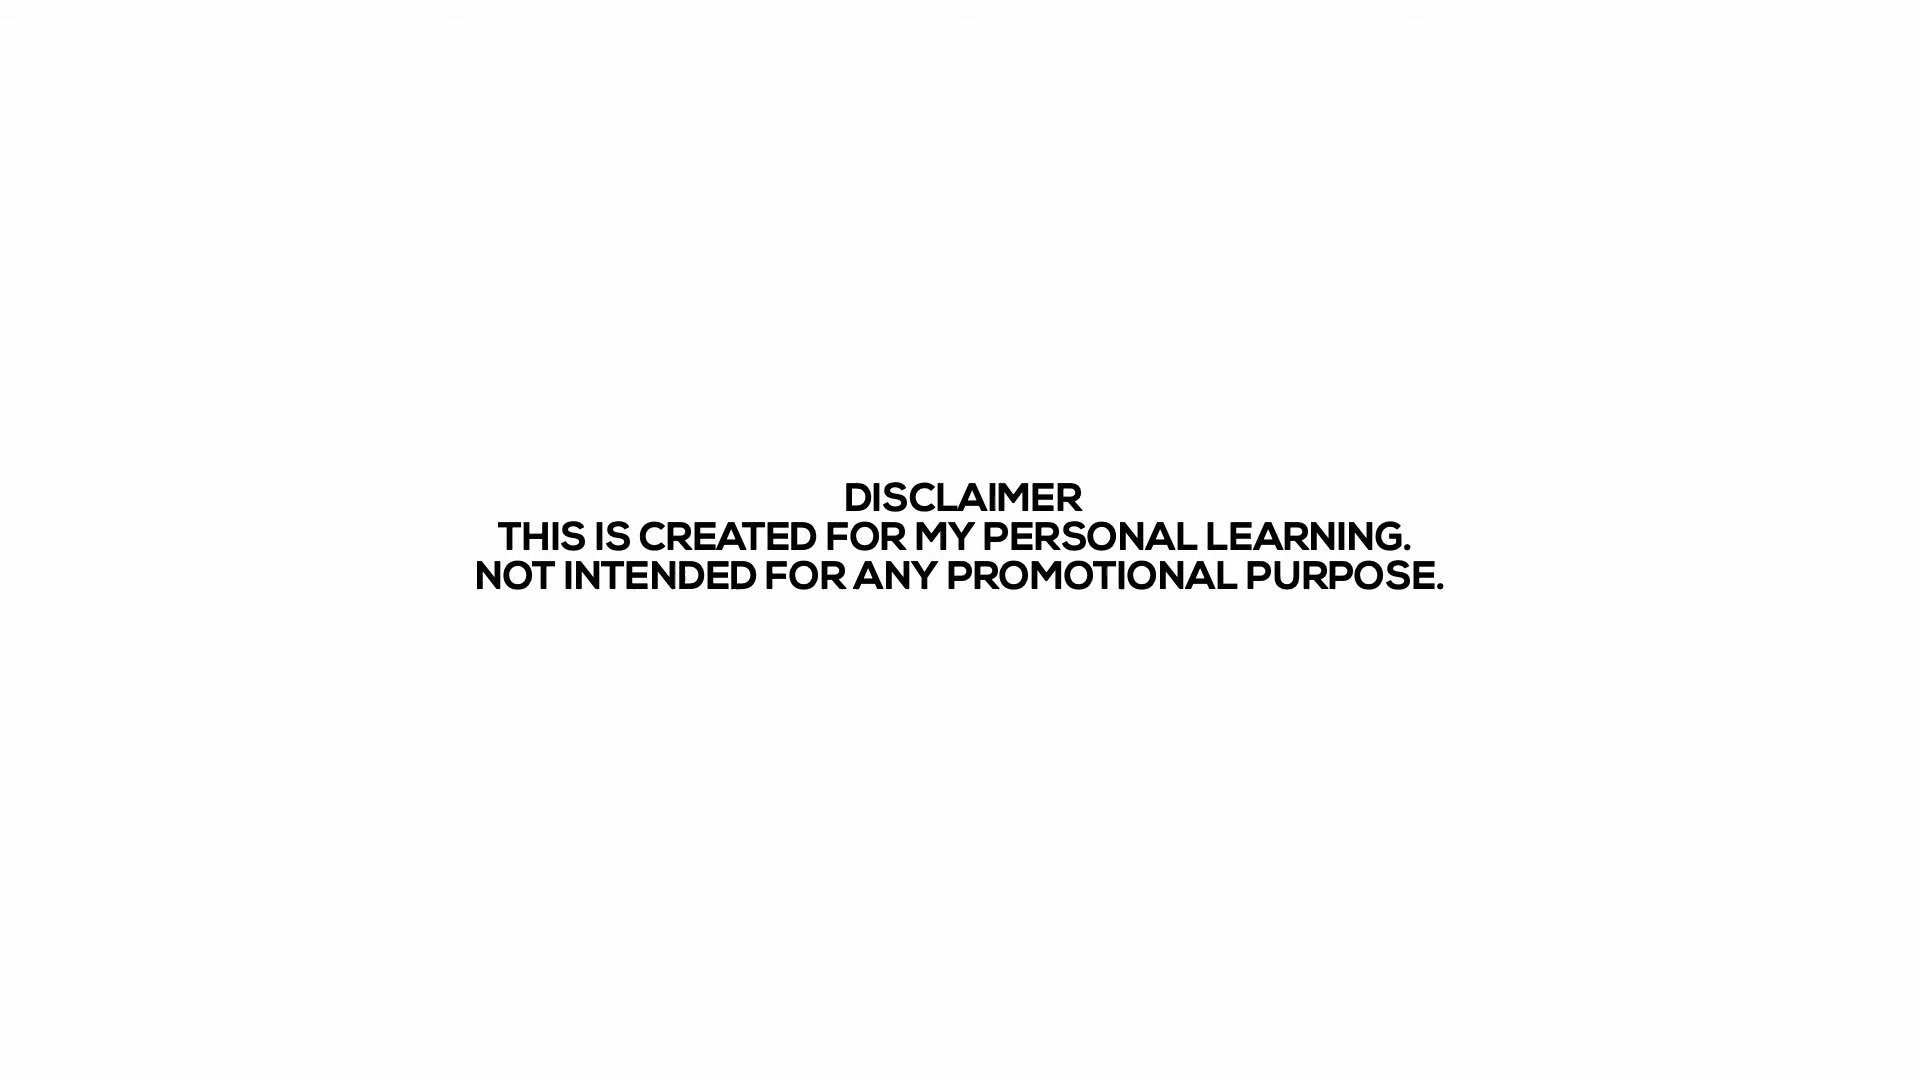 DISCLAIMER
THIS IS CREATED FOR MY PERSONAL LEARNING.
NOT INTENDED FOR ANY PROMOTIONAL PURPOSE.